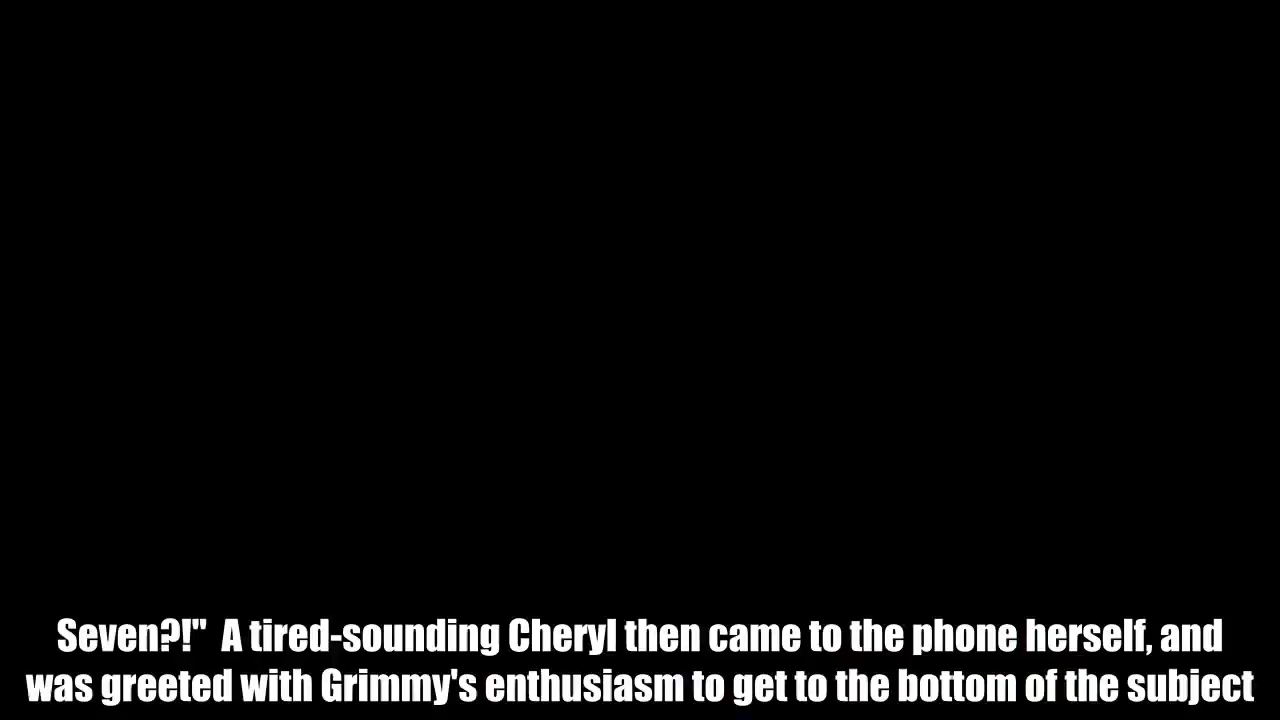 Seven?!"  A tired-sounding Cheryl then came to the phone herself, and
was greeted with Grimmy's enthusiasm to get to the bottom of the subject